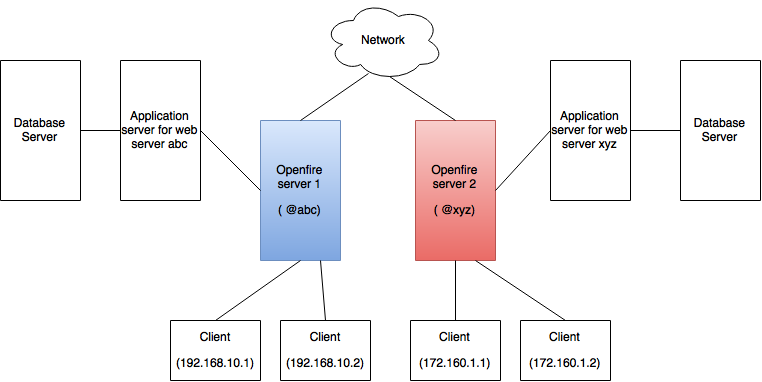 Network
Database
Server
Application
server for web
server abc
Openfire
server 1
( @abc)
Openfire
server 2
( @xyz)
Application
server for web
server xyz
Database
Server
Client
(192.168.10.1)
Client
(192.168.10.2)
Client
(172.160.1.1)
Client
(172.160.1.2)